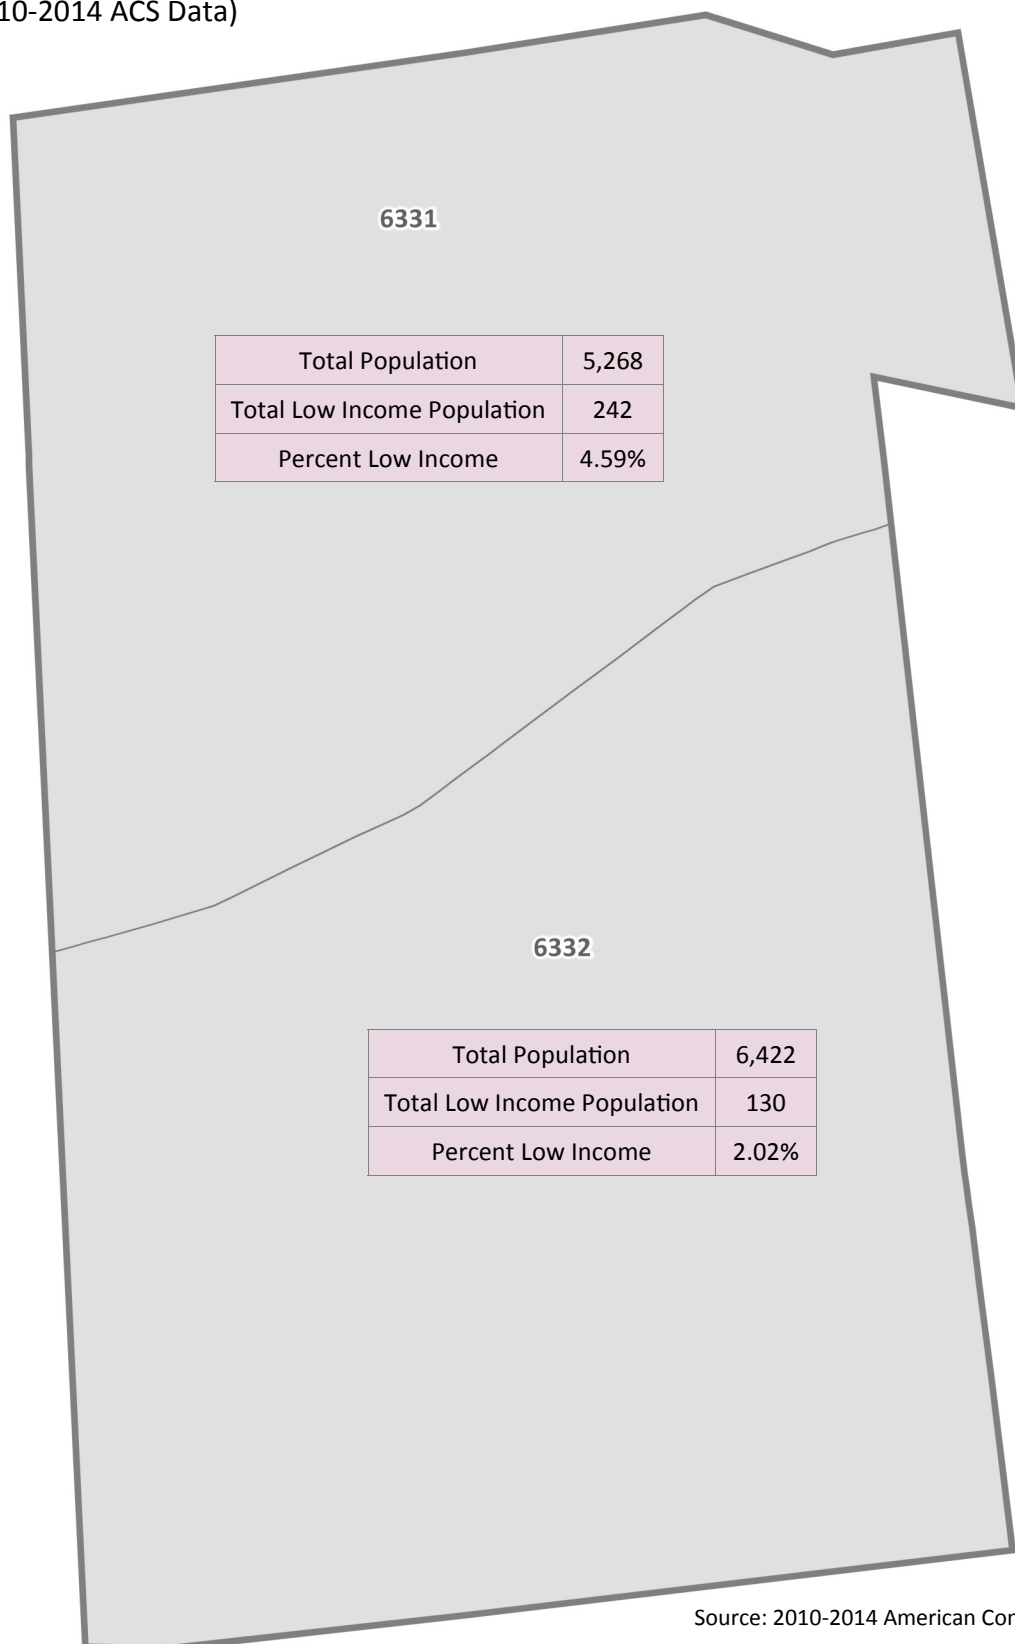 10-2014 ACS Data)
6331
Total Population 5,268
Total Low Income Population 242
Percent Low Income 4.59%
6332
Total Population 6,422
Total Low Income Population 130
Percent Low Income 2.02%
Source: 2010-2014 American Con